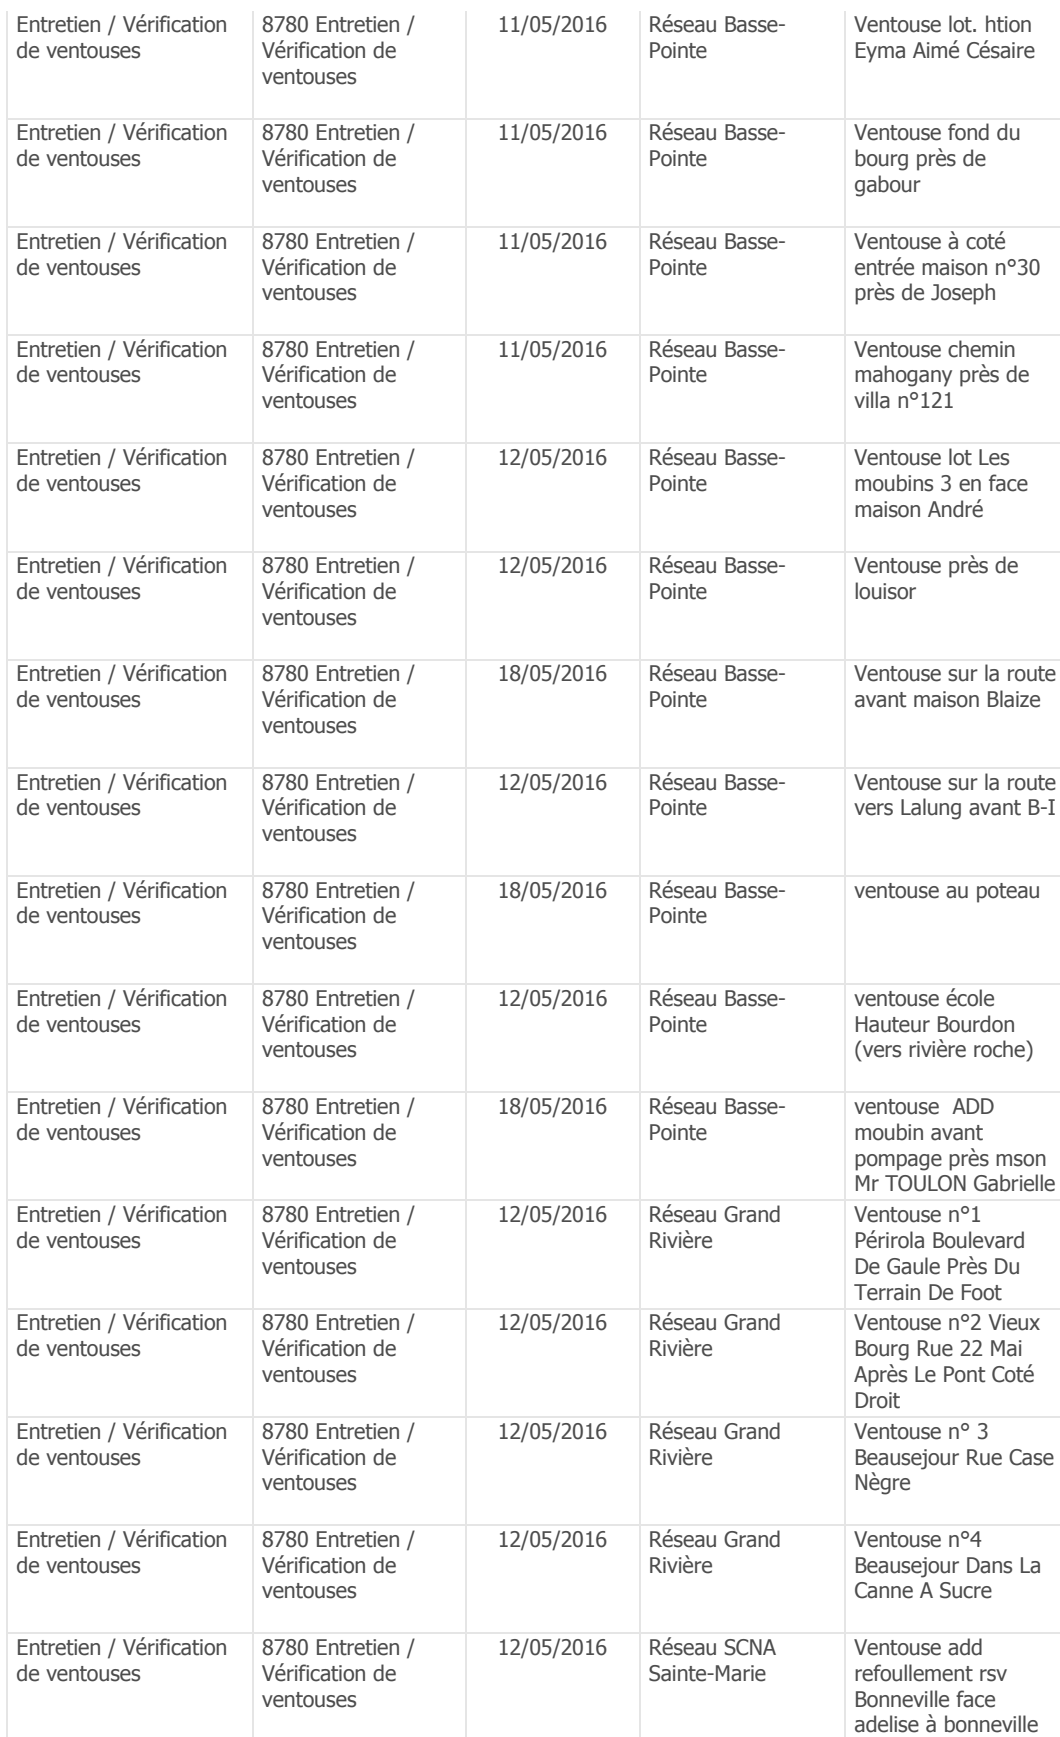 Entretien / Vérification 8780 Entretien / 11/05/2016 Réseau Basse- Ventouse lot. htion
de ventouses Vérification de Pointe Eyma Aimé Césaire
ventouses
Entretien / Vérification 8780 Entretien / 11/05/2016 Réseau Basse- Ventouse fond du
de ventouses Vérification de Pointe bourg près de
ventouses gabour
Entretien / Vérification 8780 Entretien / 11/05/2016 Réseau Basse- Ventouse à coté
de ventouses Vérification de Pointe entrée maison n°30
ventouses près de Joseph
Entretien / Vérification 8780 Entretien / 11/05/2016 Réseau Basse- Ventouse chemin
de ventouses Vérification de Pointe mahogany près de
ventouses villa n°121
Entretien / Vérification 8780 Entretien / 12/05/2016 Réseau Basse- Ventouse lot Les
de ventouses Vérification de Pointe moubins 3 en face
ventouses maison André
Entretien / Vérification 8780 Entretien / 12/05/2016 Réseau Basse- Ventouse près de
de ventouses Vérification de Pointe louisor
ventouses
Entretien / Vérification 8780 Entretien / 18/05/2016 Réseau Basse- Ventouse sur la route
de ventouses Vérification de Pointe avant maison Blaize
ventouses
Entretien / Vérification 8780 Entretien / 12/05/2016 Réseau Basse- Ventouse sur la route
de ventouses Vérification de Pointe vers Lalung avant B-I
ventouses
Entretien / Vérification 8780 Entretien / 18/05/2016 Réseau Basse- ventouse au poteau
de ventouses Vérification de Pointe
ventouses
Entretien / Vérification 8780 Entretien / 12/05/2016 Réseau Basse- ventouse école
de ventouses Vérification de Pointe Hauteur Bourdon
ventouses (vers rivière roche)
Entretien / Vérification 8780 Entretien / 18/05/2016 Réseau Basse- ventouse ADD
de ventouses Vérification de Pointe moubin avant
ventouses pompage près mson
Mr TOULON Gabrielle
Entretien / Vérification 8780 Entretien / 12/05/2016 Réseau Grand Ventouse n°1
de ventouses Vérification de Rivière Périrola Boulevard
ventouses De Gaule Près Du
Terrain De Foot
Entretien / Vérification 8780 Entretien / 12/05/2016 Réseau Grand Ventouse n°2 Vieux
de ventouses Vérification de Rivière Bourg Rue 22 Mai
ventouses Après Le Pont Coté
Droit
Entretien / Vérification 8780 Entretien / 12/05/2016 Réseau Grand Ventouse n° 3
de ventouses Vérification de Rivière Beausejour Rue Case
ventouses Nègre
Entretien / Vérification 8780 Entretien / 12/05/2016 Réseau Grand Ventouse n°4
de ventouses Vérification de Rivière Beausejour Dans La
ventouses Canne A Sucre
Entretien / Vérification 8780 Entretien / 12/05/2016 Réseau SCNA Ventouse add
de ventouses Vérification de Sainte-Marie refoullement rsv
ventouses Bonneville face
adelise à bonneville